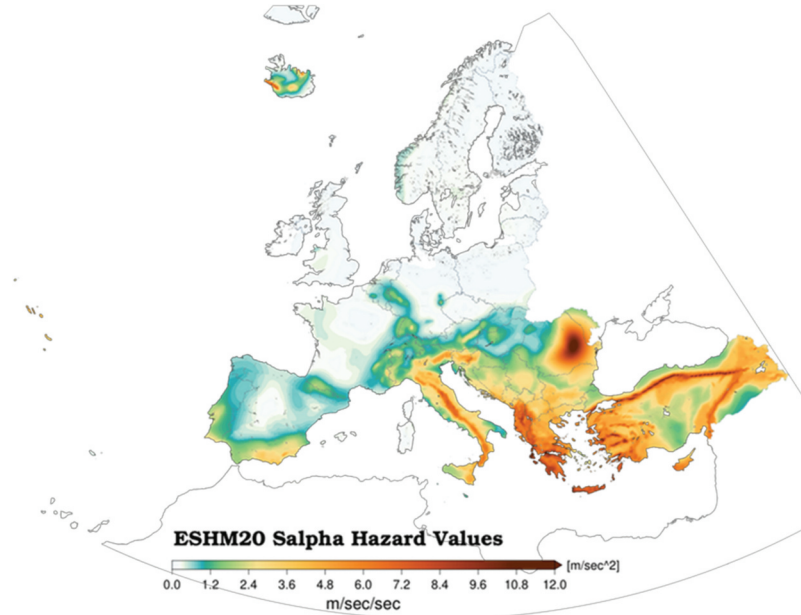 ESHM20 Salpha Hazard Values
[m/sec^2]
0.0 1.2 2.4 3.6 4.8 6.0 7.2 8.4 9.6 10.8 12.0
m/sec/sec